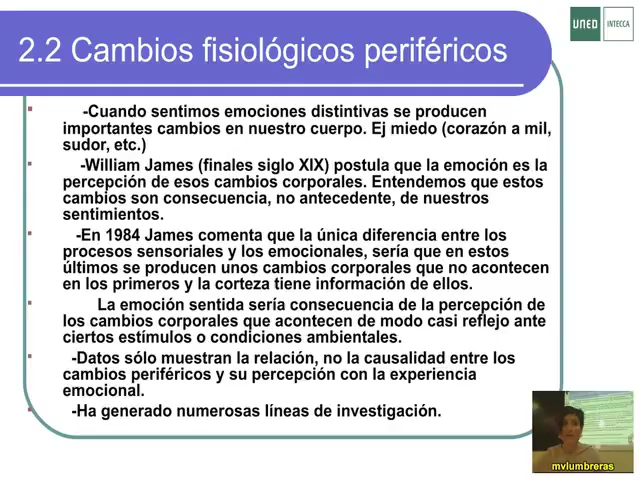 UNED INTECCA
2.2 Cambios fisiológicos periféricos
-Cuando sentimos emociones distintivas se producen
importantes cambios en nuestro cuerpo. Ej miedo (corazón a mil,
sudor, etc.)
-William James (finales siglo XIX) postula que la emoción es la
percepción de esos cambios corporales. Entendemos que estos
cambios son consecuencia, no antecedente, de nuestros
sentimientos.
-En 1984 James comenta que la única diferencia entre los
procesos sensoriales y los emocionales, sería que en estos
últimos se producen unos cambios corporales que no acontecen
en los primeros y la corteza tiene información de ellos.
La emoción sentida sería consecuencia de la percepción de
los cambios corporales que acontecen de modo casi reflejo ante
ciertos estímulos o condiciones ambientales.
-Datos sólo muestran la relación, no la causalidad entre los
cambios periféricos y su percepción con la experiencia
emocional.
-Ha generado numerosas líneas de investigación.
mvlumbreras